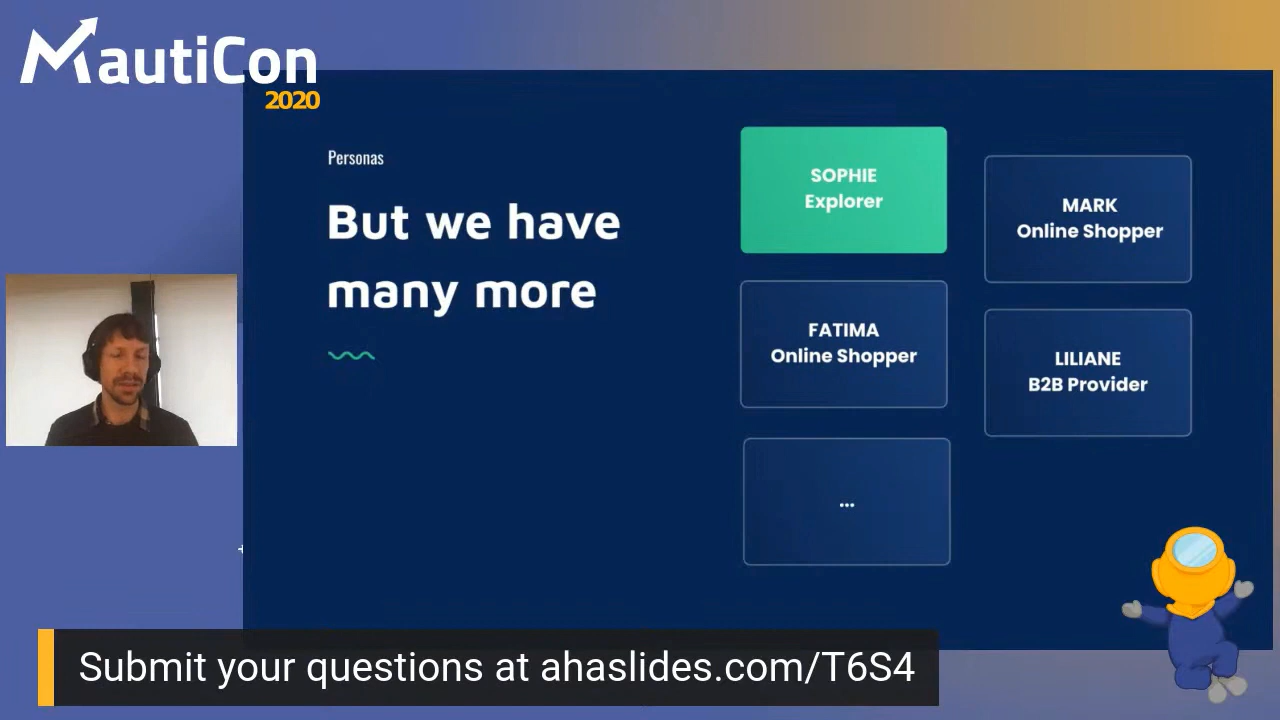 MautiCon
2020
Personas
But we have
many more
SOPHIE
Explorer
MARK
Online Shopper
FATIMA
Online Shopper
LILIANE
B2B Provider
...
Submit your questions at ahaslides.com/T6S4